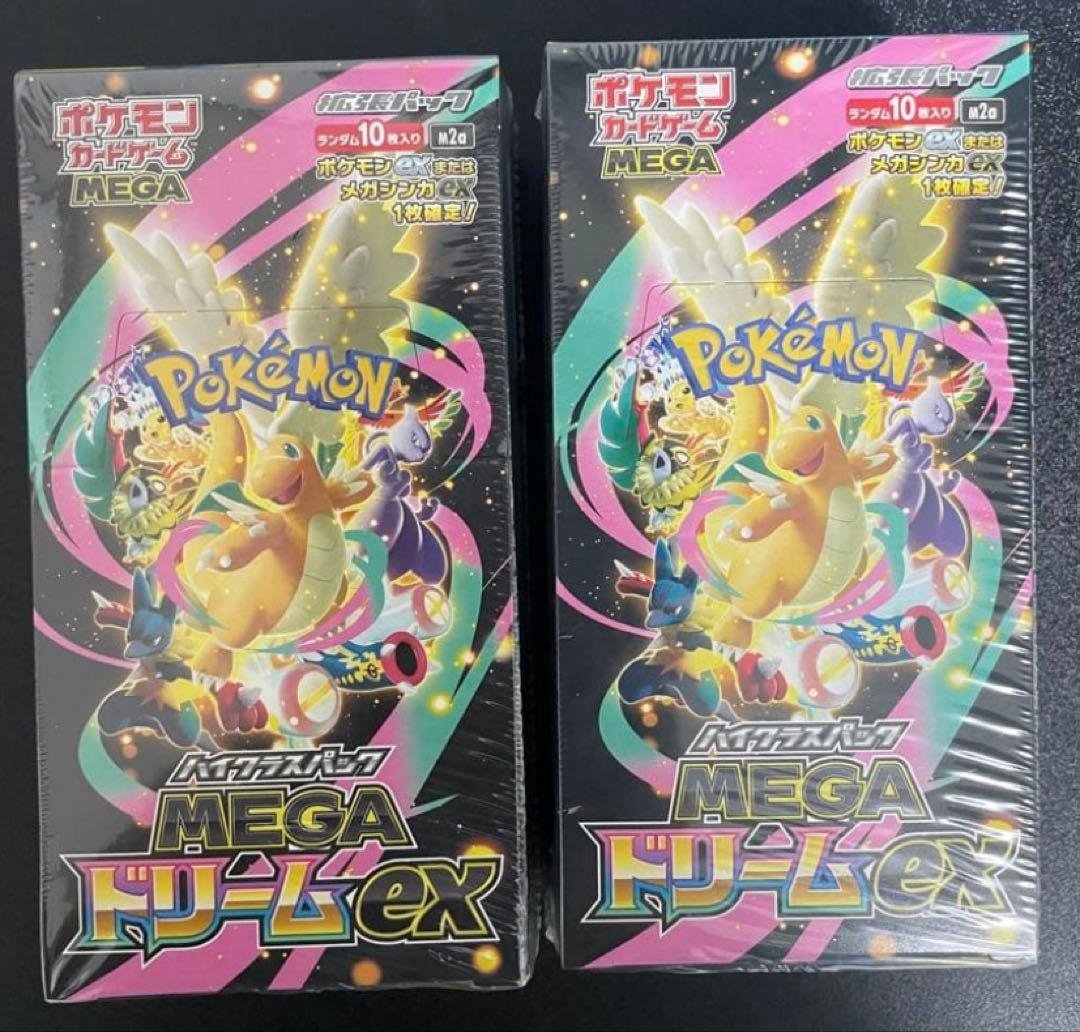 ポケモン
カードゲーム
MEGA
拡張パック
ランダム10枚入り M2a
ポケモンexまたは
メガシンカex
1枚確定!
POKéMON
ハイクラスパック
MEGA
ドリームex
ポケモン
カードゲーム
MEGA
拡張パック
ランダム10枚入り M2a
ポケモンexまたは
メガシンカex
1枚確定!
POKéMON
ハイクラスパック
MEGA
ドリームex